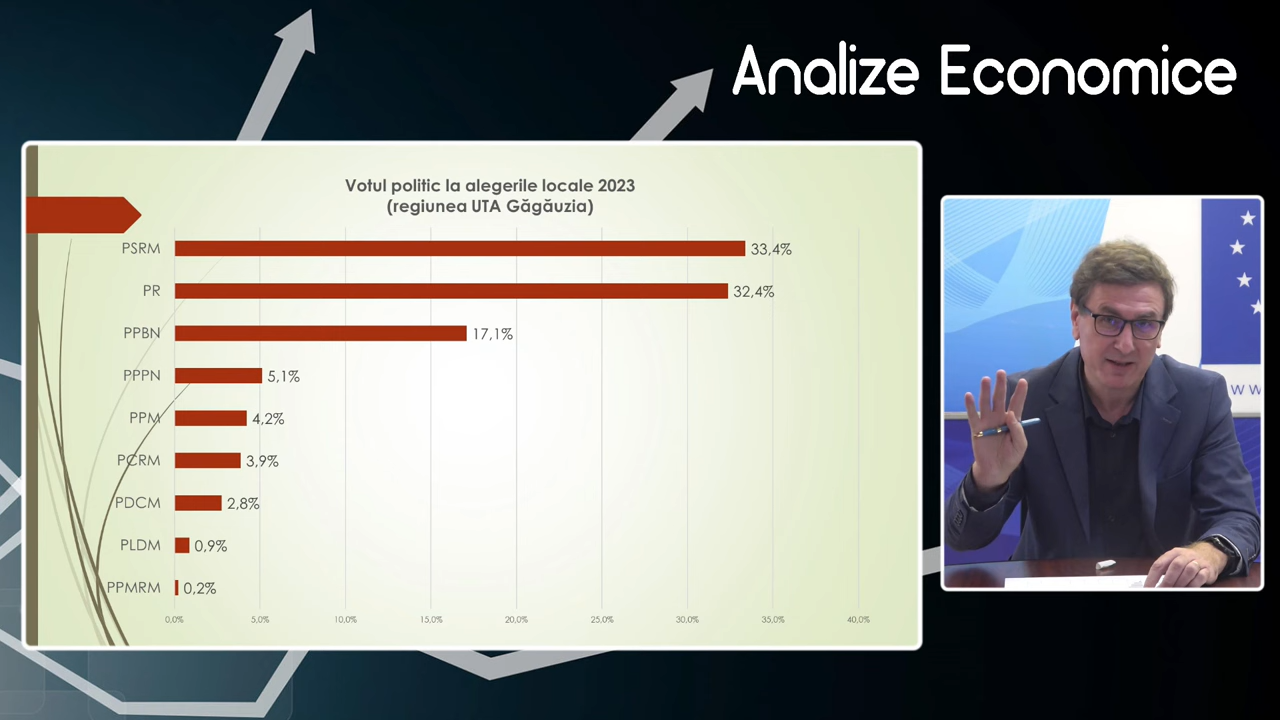 Analize Economice
Votul politic la alegerile locale 2023
(regiunea UTA Găgăuzia)
PSRM 33,4%
PR 32,4%
PPBN 17,1%
PPPN 5,1%
PPM 4,2%
PCRM 3,9%
PDCM 2,8%
PLDM 0,9%
PPMRM 0,2%
0,0% 5,0% 10,0% 15,0% 20,0% 25,0% 30,0% 35,0% 40,0%
W W